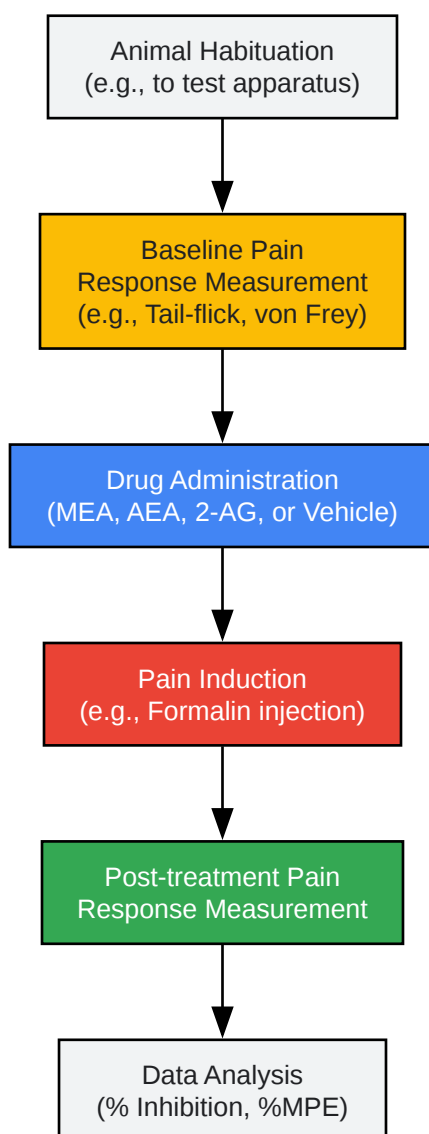 Animal Habituation
(e.g., to test apparatus)
Baseline Pain
Response Measurement
(e.g., Tail-flick, von Frey)
Drug Administration
(MEA, AEA, 2-AG, or Vehicle)
Pain Induction
(e.g., Formalin injection)
Post-treatment Pain
Response Measurement
Data Analysis
(% Inhibition, %MPE)